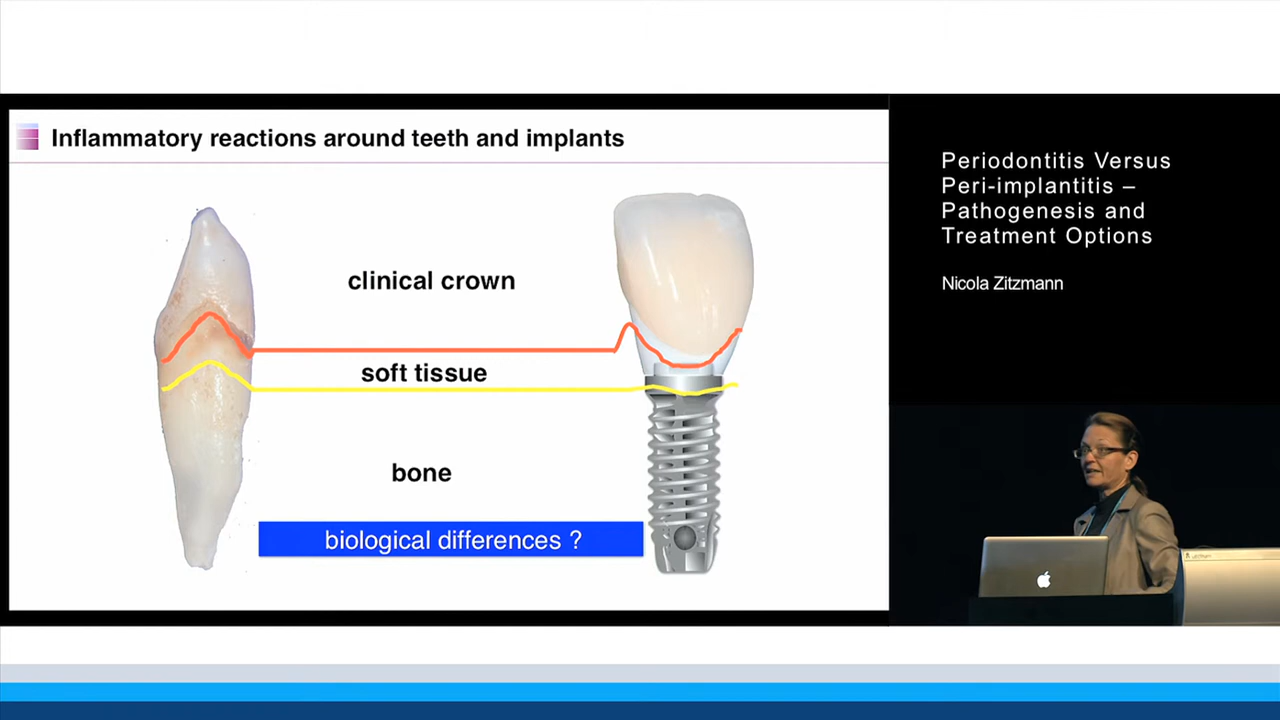 Inflammatory reactions around teeth and implants
clinical crown
soft tissue
bone
biological differences ?
Periodontitis Versus
Peri-implantitis –
Pathogenesis and
Treatment Options
Nicola Zitzmann